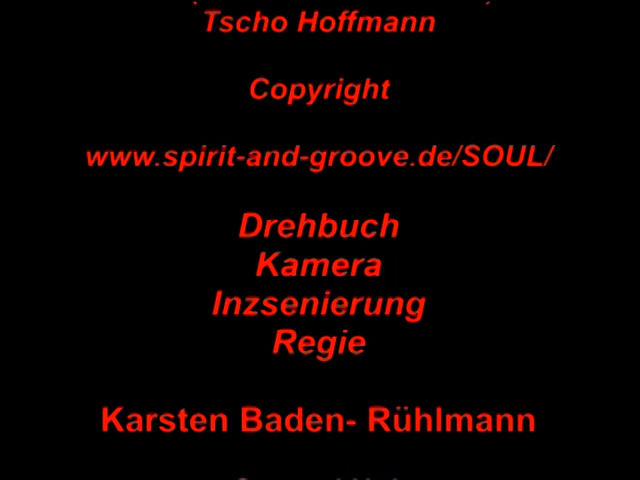 Tscho Hoffmann
Copyright
www.spirit-and-groove.de/SOUL/
Drehbuch
Kamera
Inzsenierung
Regie
Karsten Baden- Rühlmann